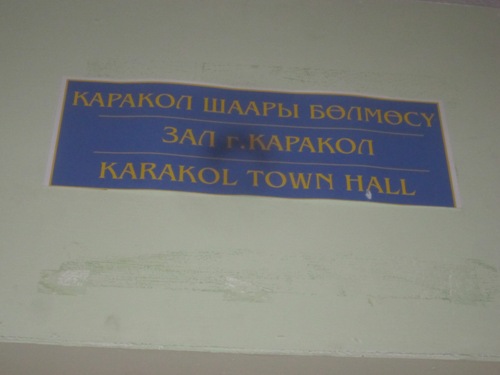 КАРАКОЛ ШААРЫ БӨЛМӨСҮ
ЗАЛ г.КАРАКОЛ
KARAKOL TOWN HALL